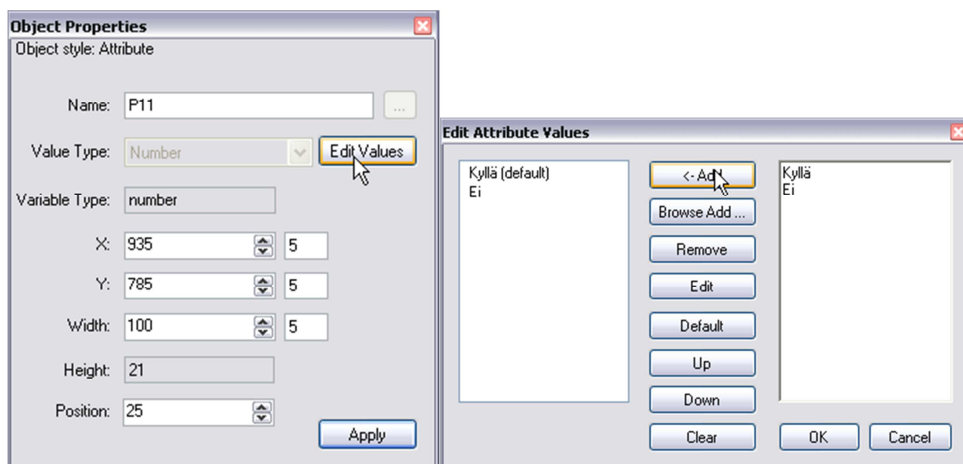 Object Properties
Object style: Attribute
Name: P11 ...
Value Type: Number Edit Values
Variable Type: number
X: 935 5
Y: 785 5
Width: 100 5
Height: 21
Position: 25
Apply
Edit Attribute Values
Kyllä (default)
Ei
<- Add
Browse Add ...
Remove
Edit
Default
Up
Down
Clear
Kyllä
Ei
OK Cancel